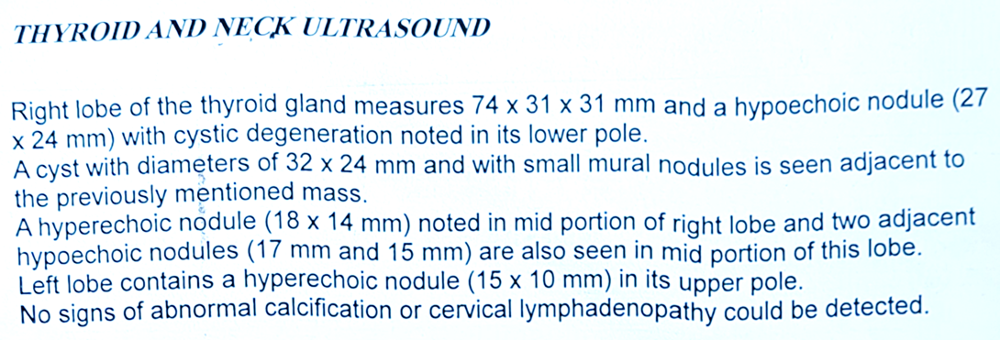 THYROID AND NECK ULTRASOUND
Right lobe of the thyroid gland measures 74 x 31 x 31 mm and a hypoechoic nodule (27
x 24 mm) with cystic degeneration noted in its lower pole.
A cyst with diameters of 32 x 24 mm and with small mural nodules is seen adjacent to
the previously mentioned mass.
A hyperechoic nodule (18 x 14 mm) noted in mid portion of right lobe and two adjacent
hypoechoic nodules (17 mm and 15 mm) are also seen in mid portion of this lobe.
Left lobe contains a hyperechoic nodule (15 x 10 mm) in its upper pole.
No signs of abnormal calcification or cervical lymphadenopathy could be detected.